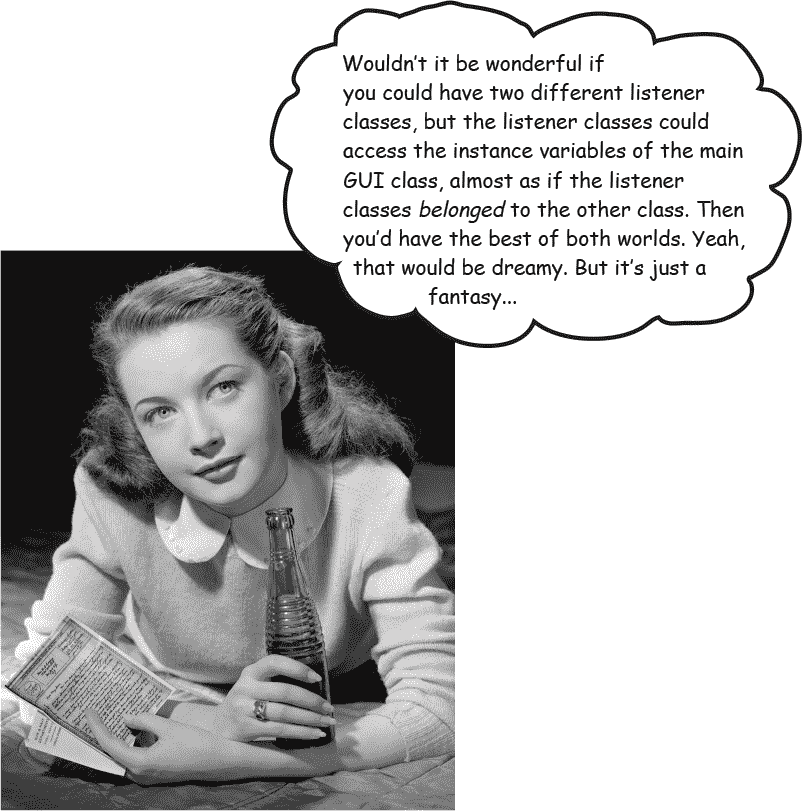 Wouldn't it be wonderful if
you could have two different listener
classes, but the listener classes could
access the instance variables of the main
GUI class, almost as if the listener
classes belonged to the other class. Then
you'd have the best of both worlds. Yeah,
that would be dreamy. But it's just a
fantasy...